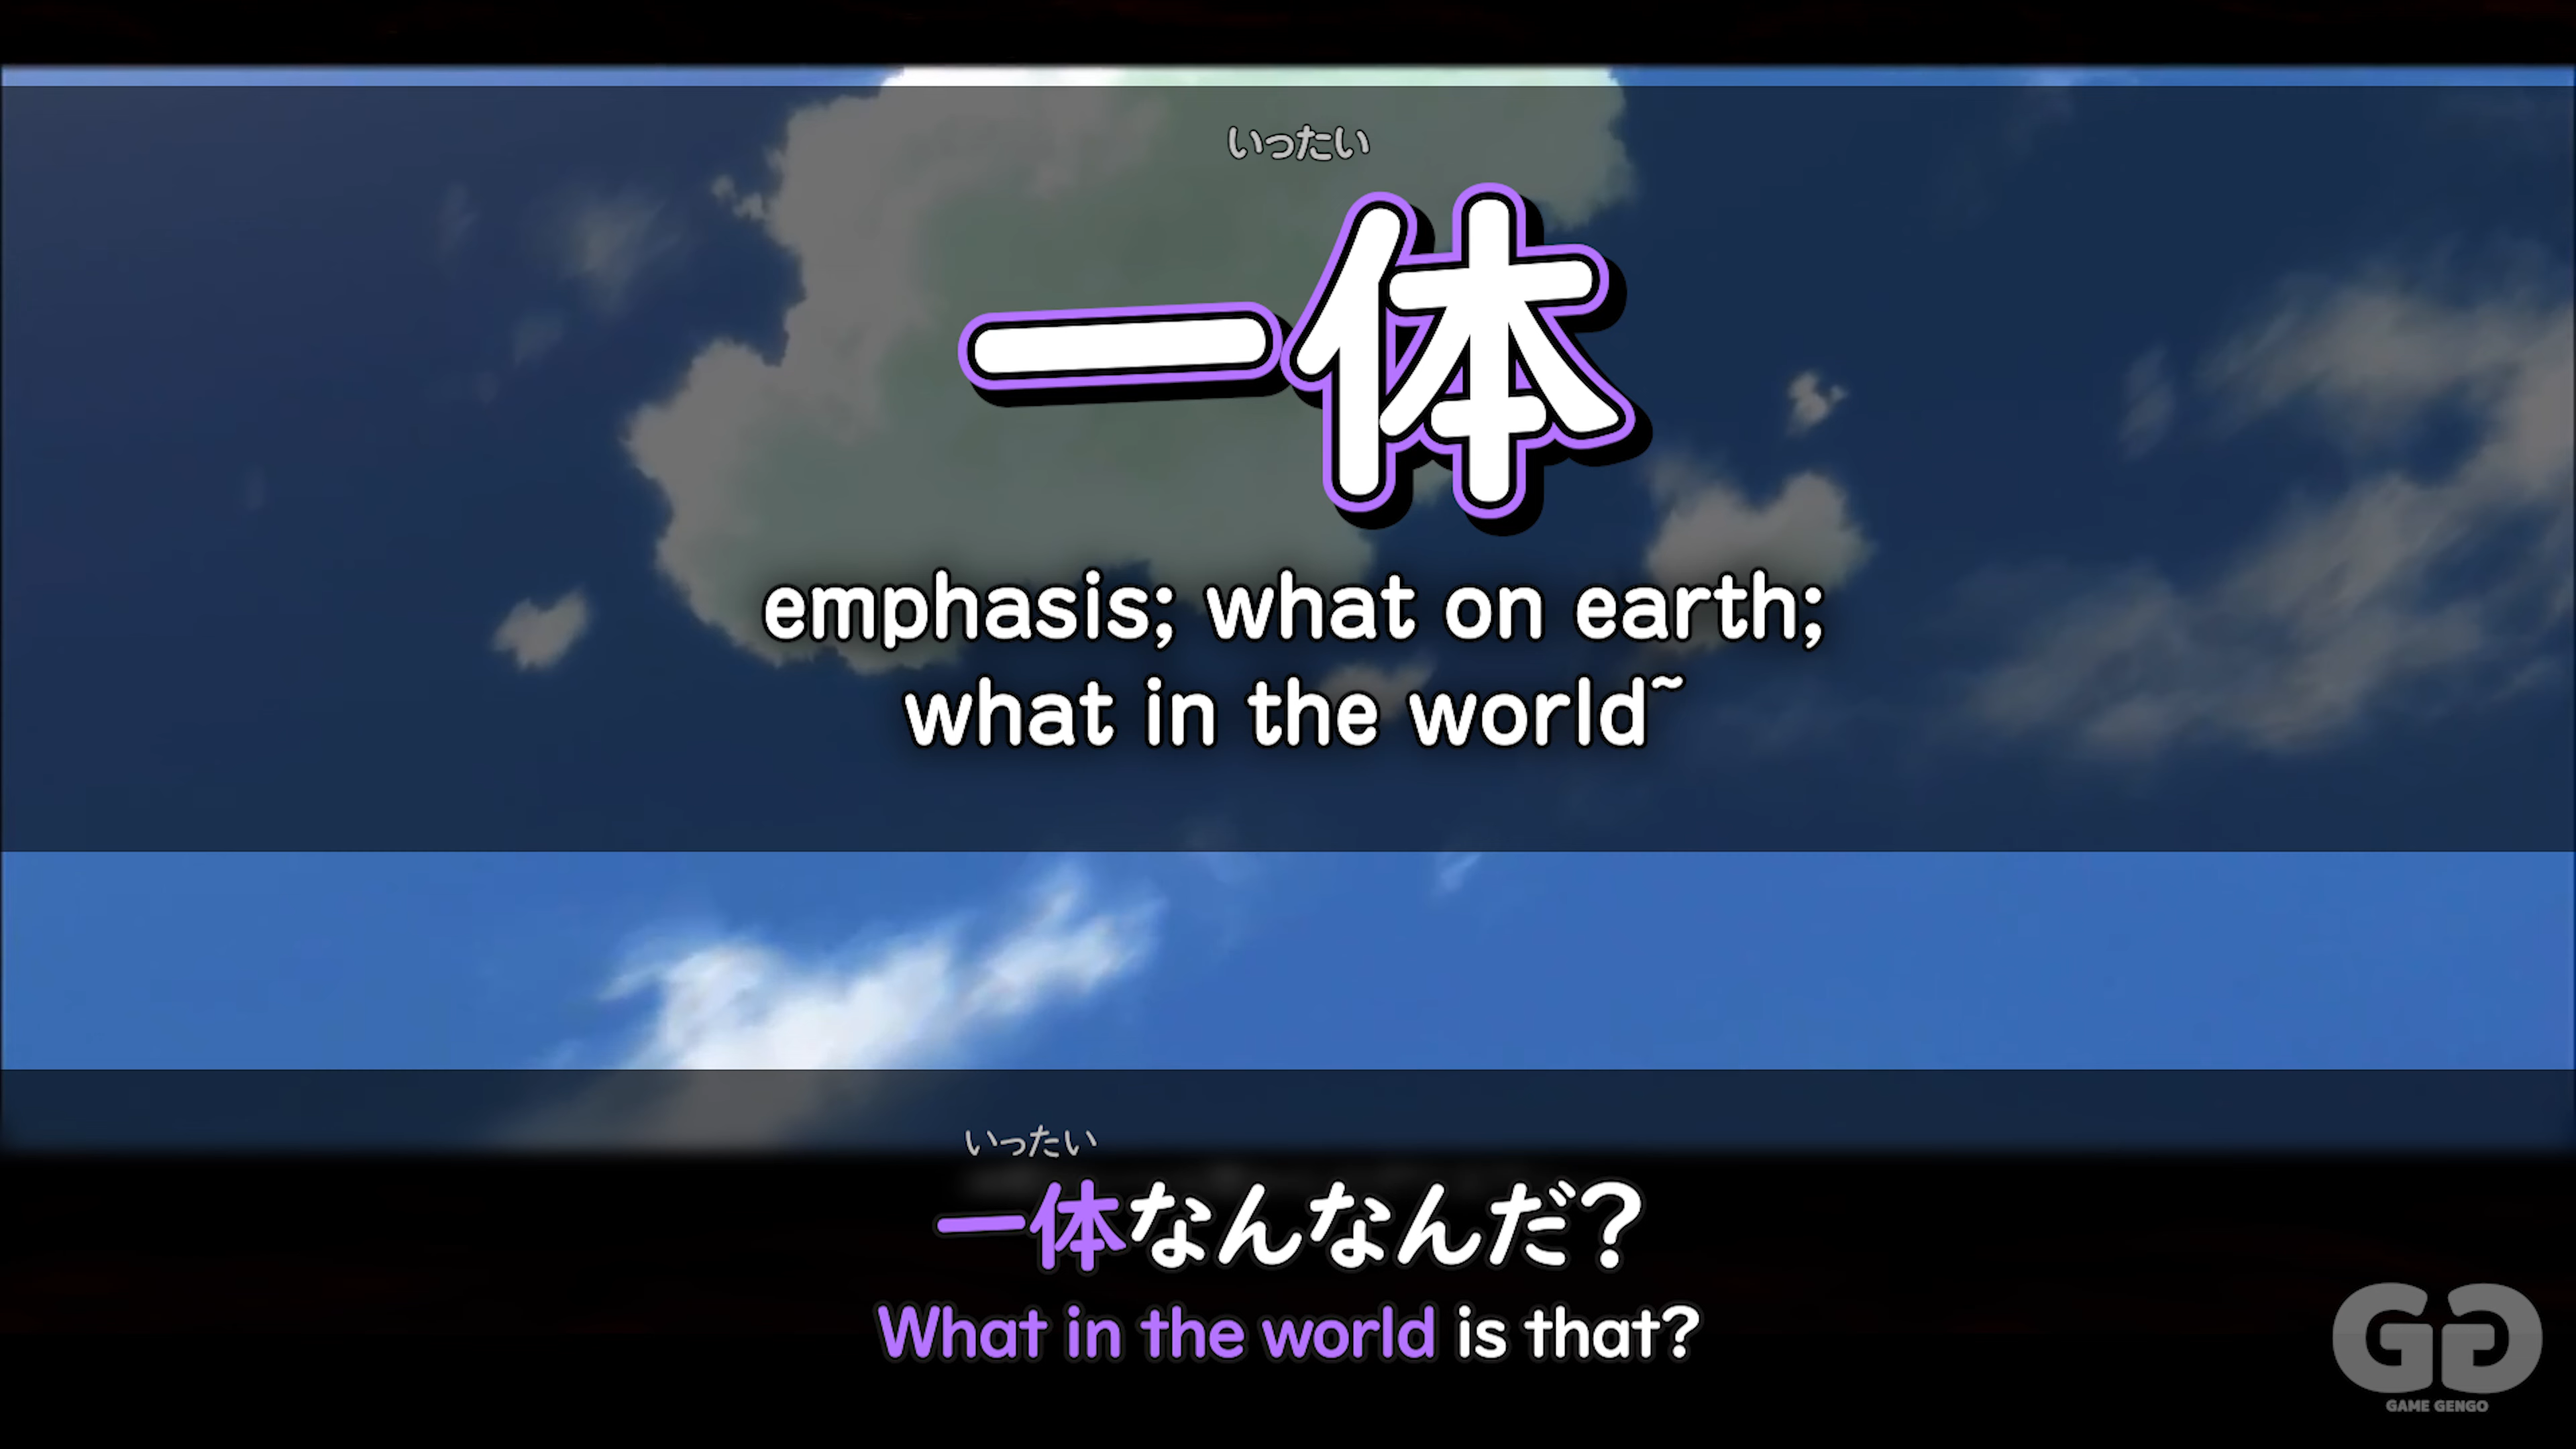 いったい
一体
emphasis; what on earth;
what in the world~
いったい
一体なんなんだ?
What in the world is that?
GG
GAME GENGO